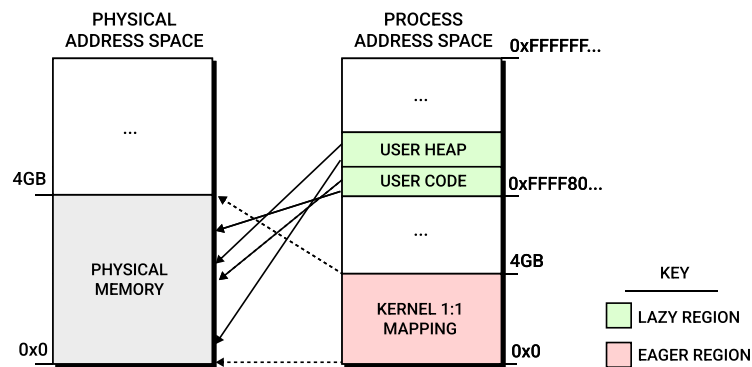 PHYSICAL
ADDRESS SPACE
PROCESS
ADDRESS SPACE
0xFFFFFF...
...
...
USER HEAP
4GB
USER CODE
0xFFFF80...
...
4GB
PHYSICAL
MEMORY
KERNEL 1:1
MAPPING
0x0
0x0
KEY
LAZY REGION
EAGER REGION